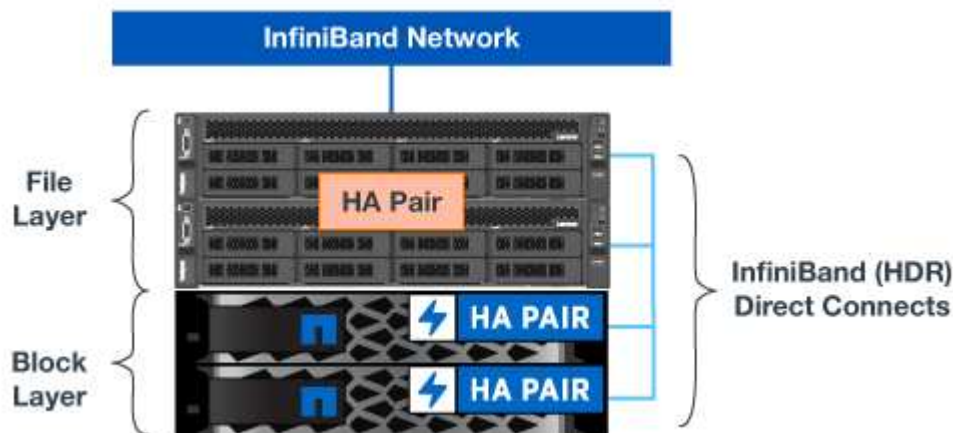 InfiniBand Network
File
Layer
HA Pair
InfiniBand (HDR)
Direct Connects
HA PAIR
Block
Layer
HA PAIR